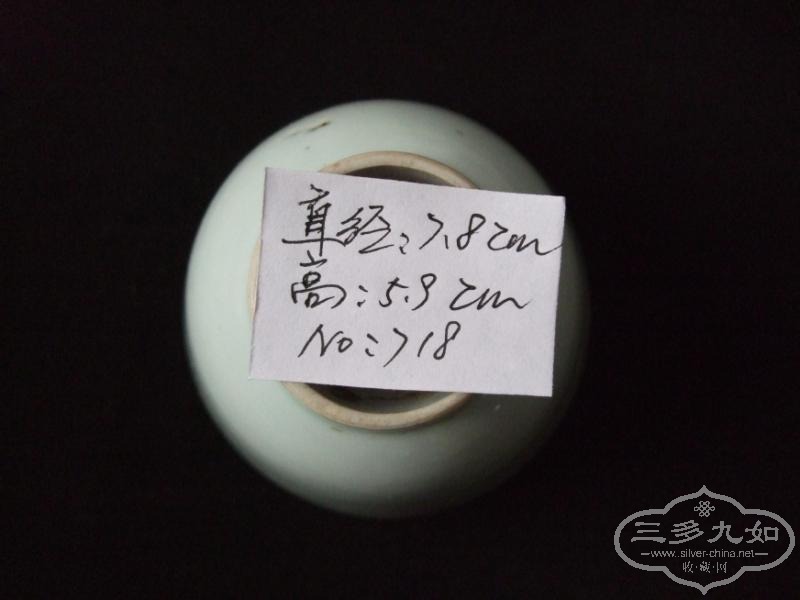 直径:7.8cm
高:5.9cm
No:718
三多九如
www.silver-china.net
收·藏·网